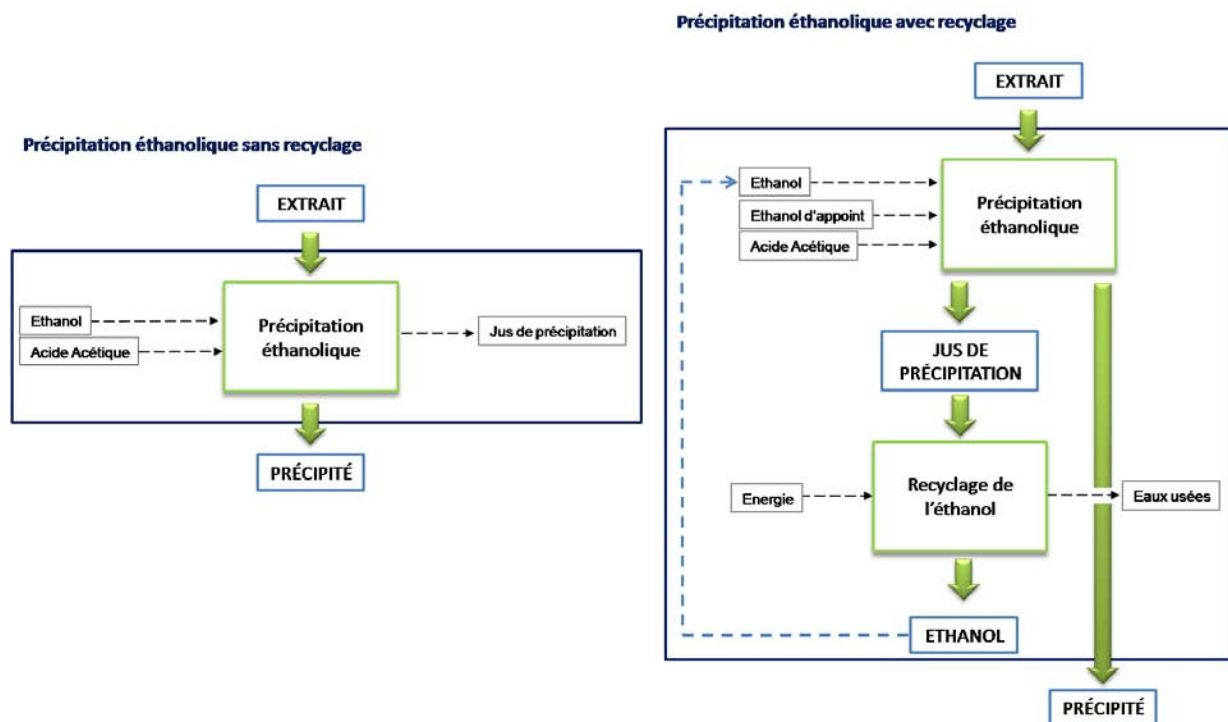 Précipitation éthanolique sans recyclage
EXTRAIT
Ethanol
Acide Acétique
Précipitation
éthanolique
Jus de précipitation
PRÉCIPITÉ
Précipitation éthanolique avec recyclage
EXTRAIT
Ethanol
Ethanol d'appoint
Acide Acétique
Précipitation
éthanolique
JUS DE
PRÉCIPITATION
Energie
Recyclage de
l'éthanol
Eaux usées
ETHANOL
PRÉCIPITÉ